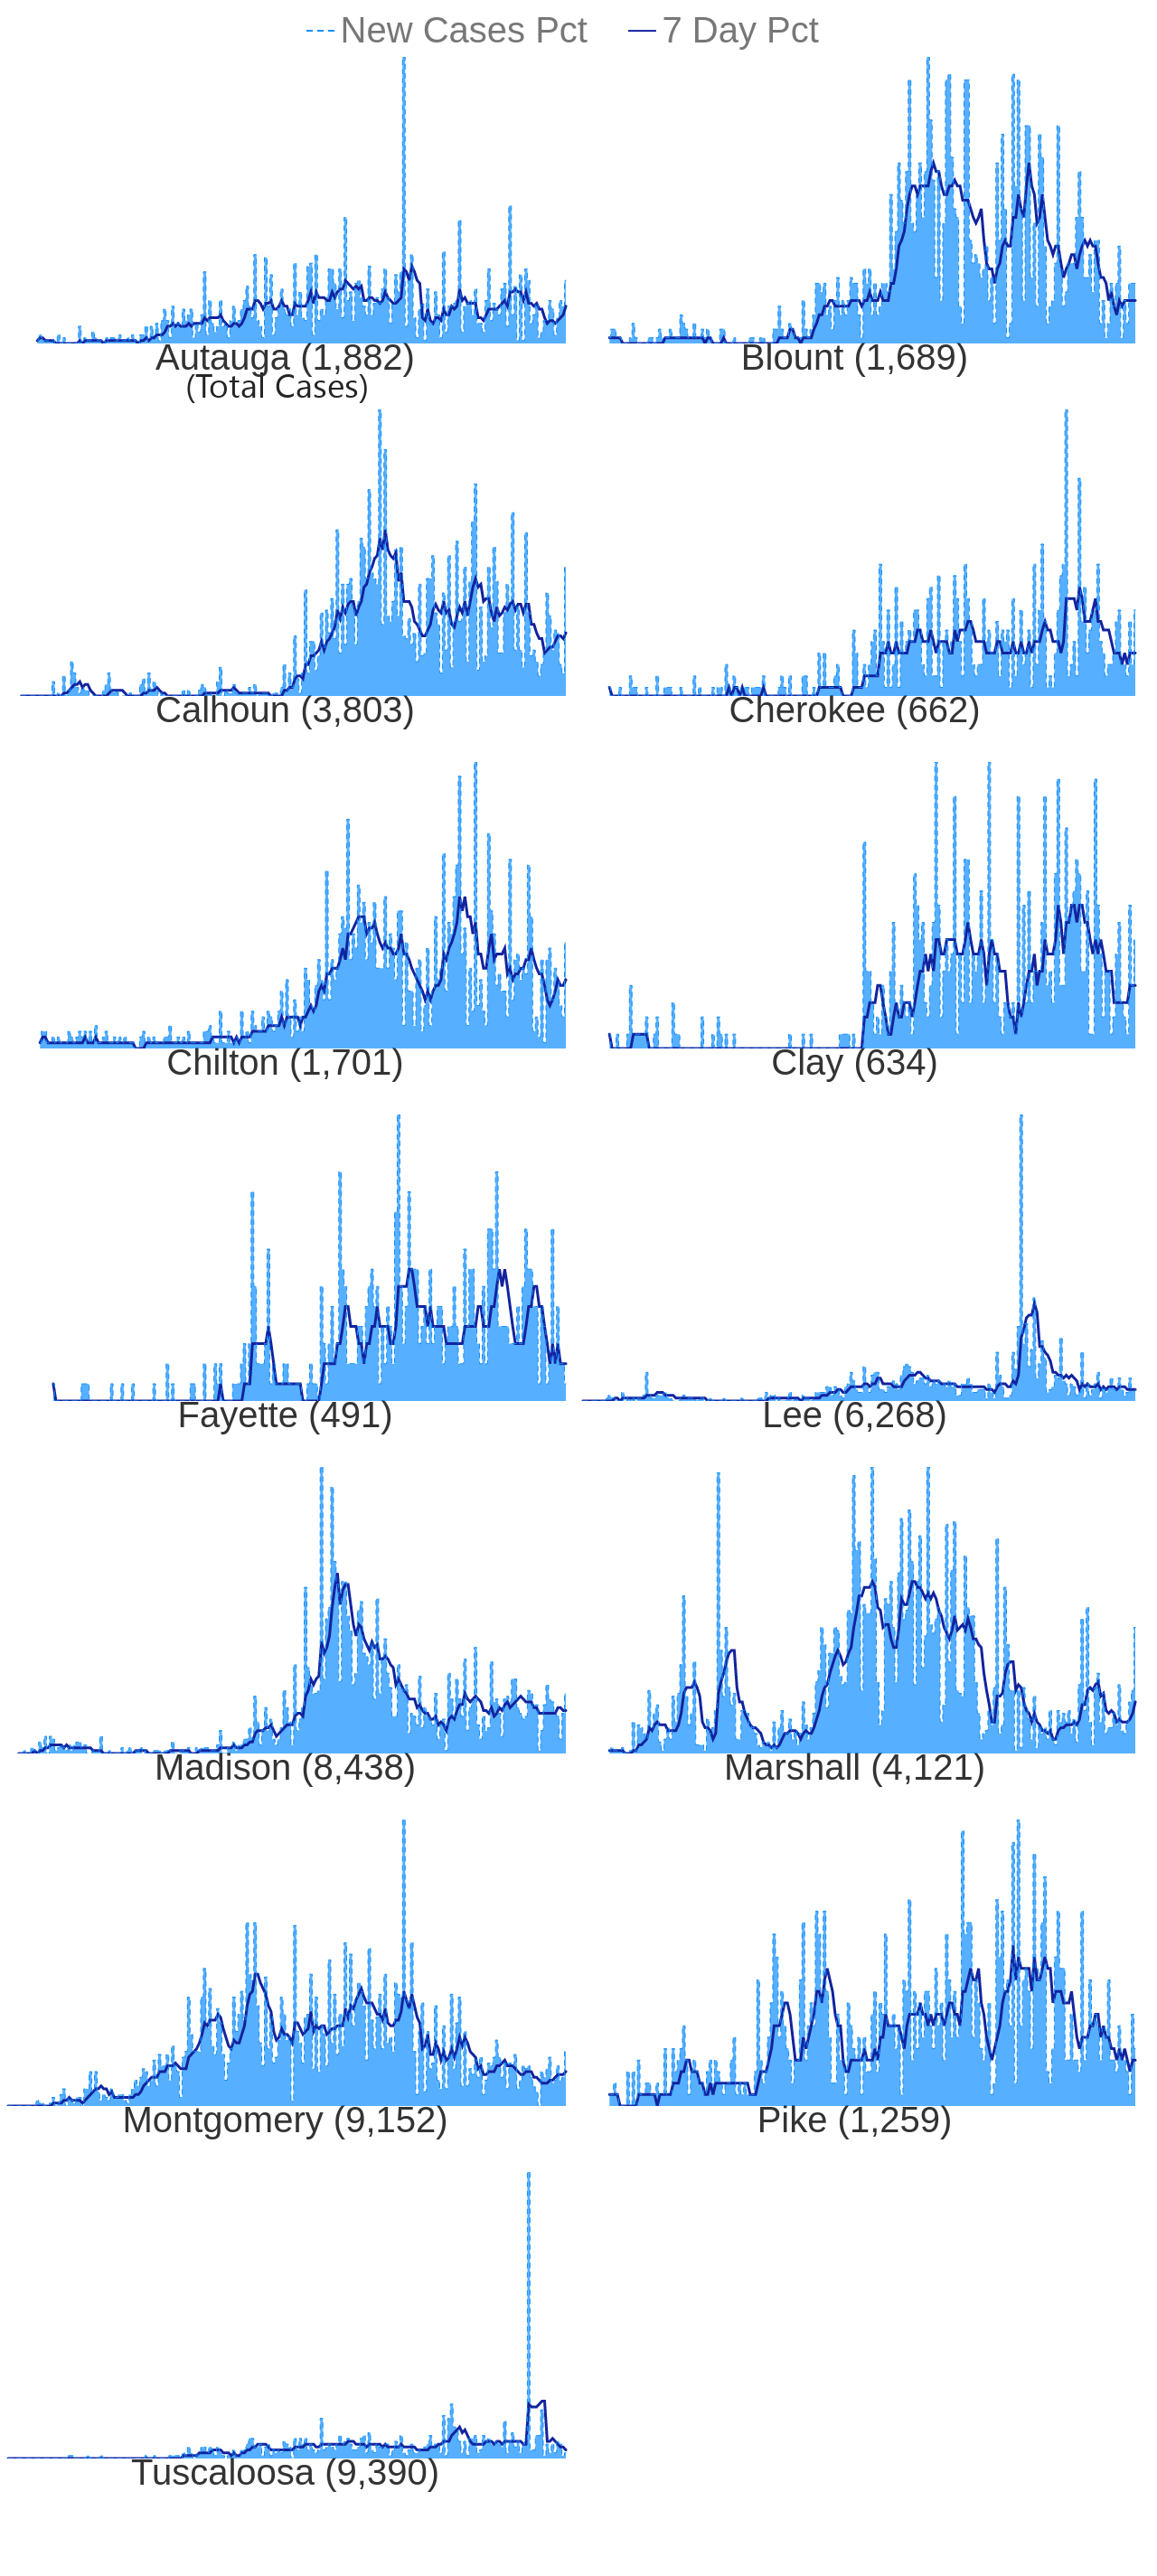 New Cases Pct 7 Day Pct
Autauga (1,882) Blount (1,689)
(Total Cases)
Calhoun (3,803) Cherokee (662)
Chilton (1,701) Clay (634)
Fayette (491) Lee (6,268)
Madison (8,438) Marshall (4,121)
Montgomery (9,152) Pike (1,259)
Tuscaloosa (9,390)